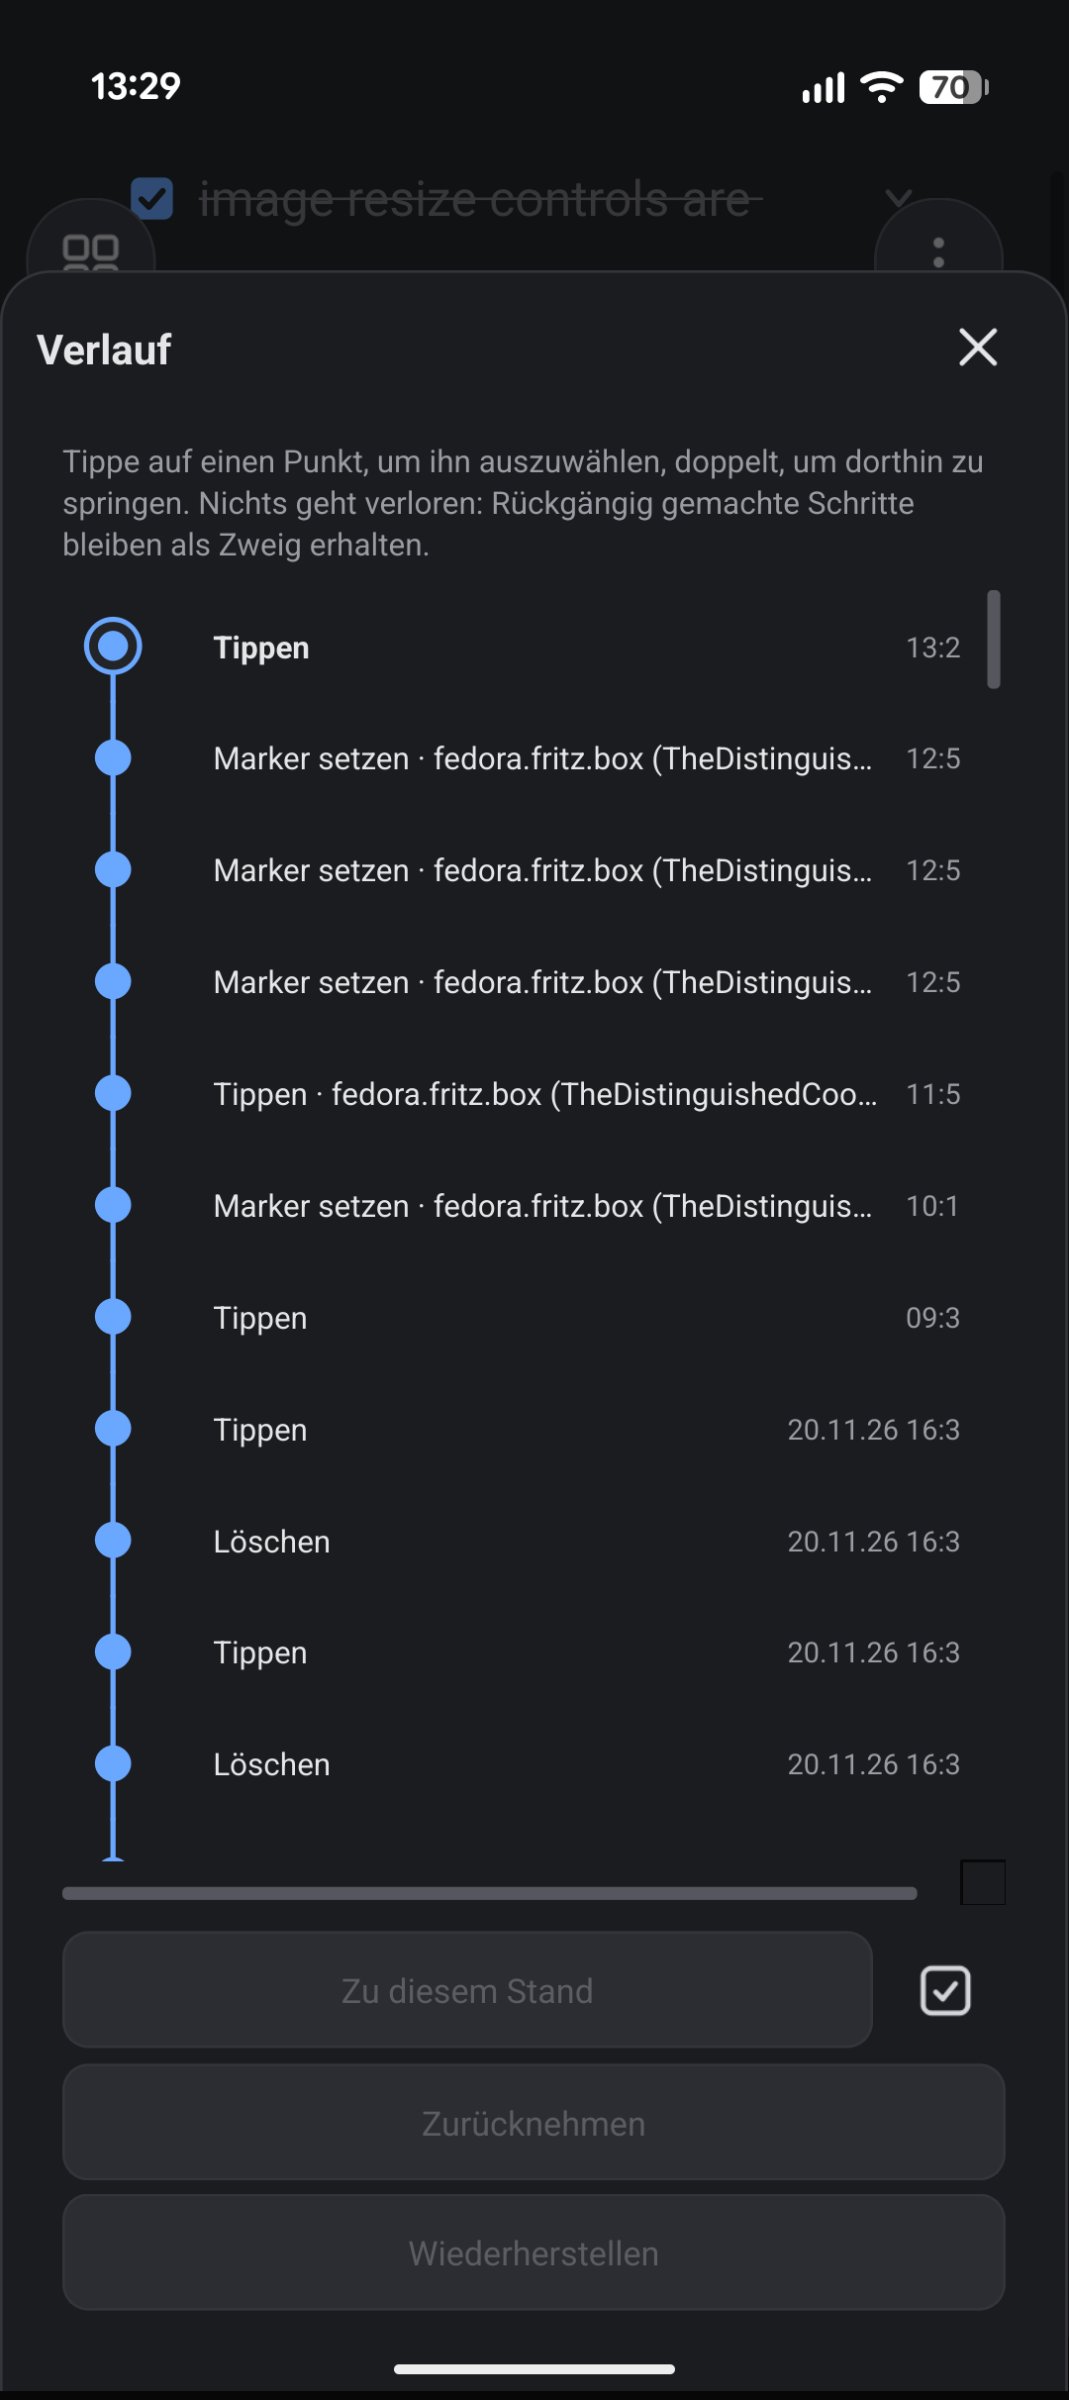 13:29
70
image resize controls are
Verlauf
Tippe auf einen Punkt, um ihn auszuwählen, doppelt, um dorthin zu
springen. Nichts geht verloren: Rückgängig gemachte Schritte
bleiben als Zweig erhalten.
Tippen 13:2
Marker setzen · fedora.fritz.box (TheDistinguis... 12:5
Marker setzen · fedora.fritz.box (TheDistinguis... 12:5
Marker setzen · fedora.fritz.box (TheDistinguis... 12:5
Tippen · fedora.fritz.box (TheDistinguishedCoo... 11:5
Marker setzen · fedora.fritz.box (TheDistinguis... 10:1
Tippen 09:3
Tippen 20.11.26 16:3
Löschen 20.11.26 16:3
Tippen 20.11.26 16:3
Löschen 20.11.26 16:3
Zu diesem Stand
Zurücknehmen
Wiederherstellen